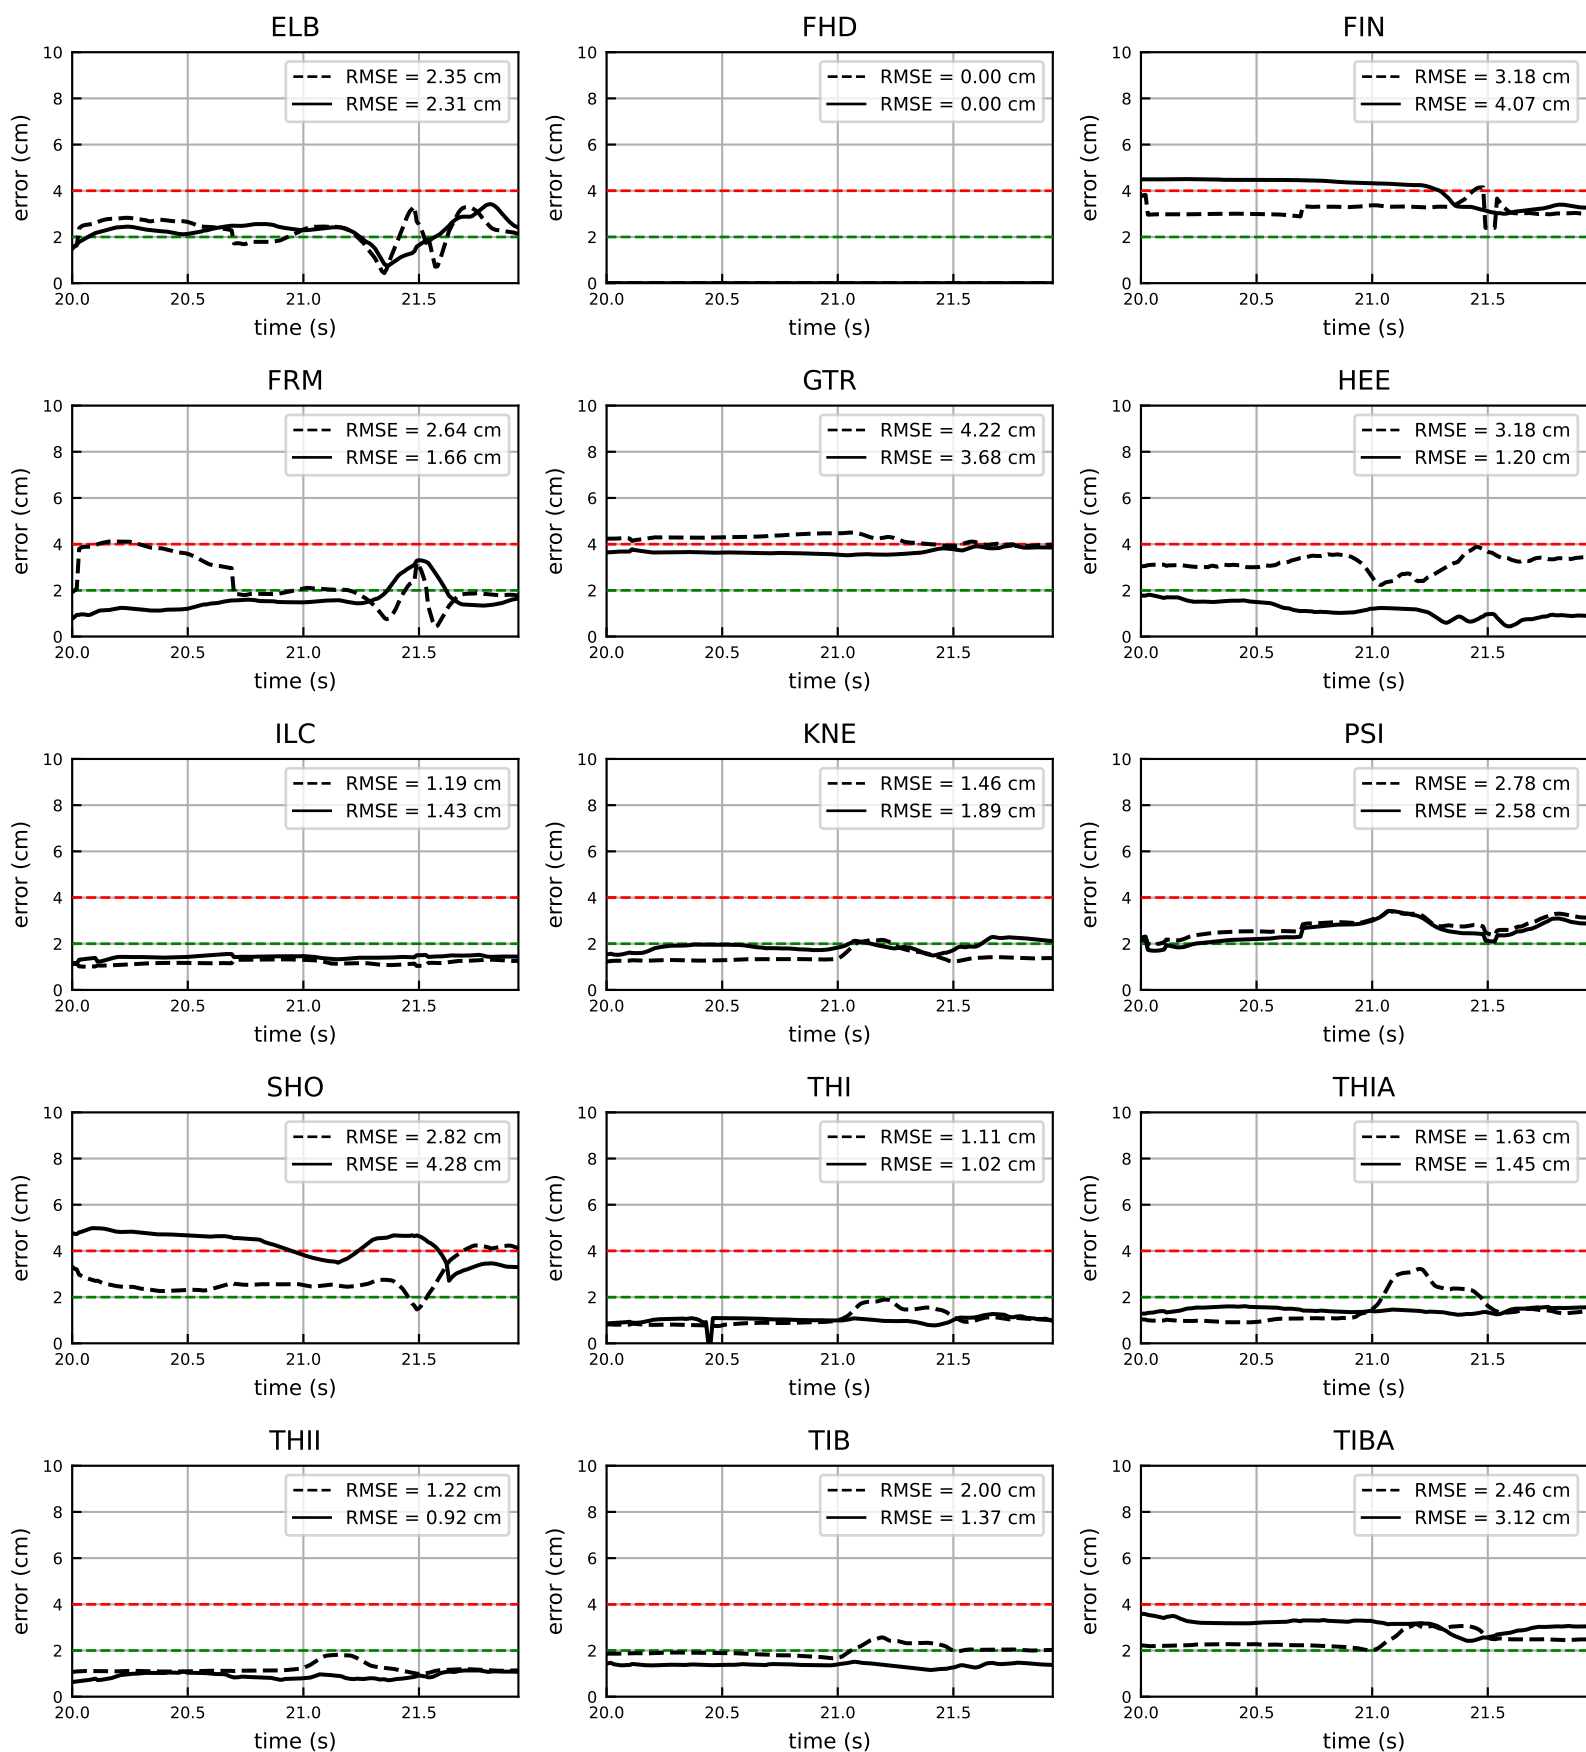 ELB
RMSE = 2.35 cm
RMSE = 2.31 cm
error (cm)
10
8
6
4
2
0
20.0 20.5 21.0 21.5
time (s)
FHD
RMSE = 0.00 cm
RMSE = 0.00 cm
error (cm)
10
8
6
4
2
0
20.0 20.5 21.0 21.5
time (s)
FIN
RMSE = 3.18 cm
RMSE = 4.07 cm
error (cm)
10
8
6
4
2
0
20.0 20.5 21.0 21.5
time (s)
FRM
RMSE = 2.64 cm
RMSE = 1.66 cm
error (cm)
10
8
6
4
2
0
20.0 20.5 21.0 21.5
time (s)
GTR
RMSE = 4.22 cm
RMSE = 3.68 cm
error (cm)
10
8
6
4
2
0
20.0 20.5 21.0 21.5
time (s)
HEE
RMSE = 3.18 cm
RMSE = 1.20 cm
error (cm)
10
8
6
4
2
0
20.0 20.5 21.0 21.5
time (s)
ILC
RMSE = 1.19 cm
RMSE = 1.43 cm
error (cm)
10
8
6
4
2
0
20.0 20.5 21.0 21.5
time (s)
KNE
RMSE = 1.46 cm
RMSE = 1.89 cm
error (cm)
10
8
6
4
2
0
20.0 20.5 21.0 21.5
time (s)
PSI
RMSE = 2.78 cm
RMSE = 2.58 cm
error (cm)
10
8
6
4
2
0
20.0 20.5 21.0 21.5
time (s)
SHO
RMSE = 2.82 cm
RMSE = 4.28 cm
error (cm)
10
8
6
4
2
0
20.0 20.5 21.0 21.5
time (s)
THI
RMSE = 1.11 cm
RMSE = 1.02 cm
error (cm)
10
8
6
4
2
0
20.0 20.5 21.0 21.5
time (s)
THIA
RMSE = 1.63 cm
RMSE = 1.45 cm
error (cm)
10
8
6
4
2
0
20.0 20.5 21.0 21.5
time (s)
THII
RMSE = 1.22 cm
RMSE = 0.92 cm
error (cm)
10
8
6
4
2
0
20.0 20.5 21.0 21.5
time (s)
TIB
RMSE = 2.00 cm
RMSE = 1.37 cm
error (cm)
10
8
6
4
2
0
20.0 20.5 21.0 21.5
time (s)
TIBA
RMSE = 2.46 cm
RMSE = 3.12 cm
error (cm)
10
8
6
4
2
0
20.0 20.5 21.0 21.5
time (s)